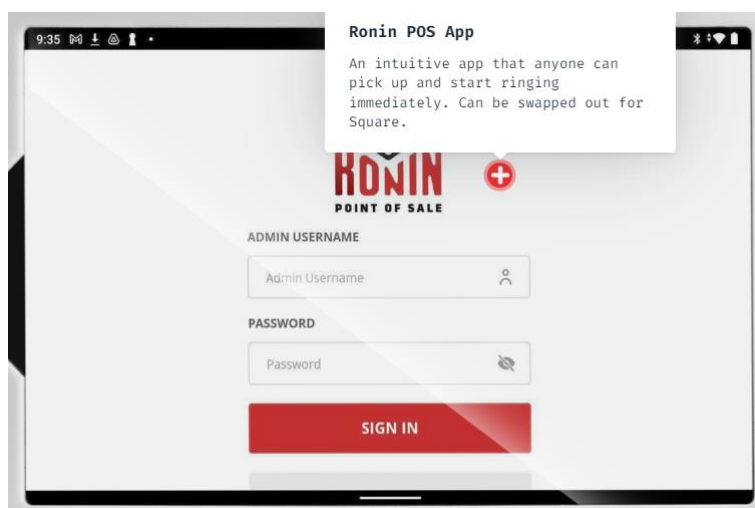 Ronin POS App
An intuitive app that anyone can
pick up and start ringing
immediately. Can be swapped out for
Square.
9:35
RONIN
POINT OF SALE
ADMIN USERNAME
Admin Username
PASSWORD
Password
SIGN IN